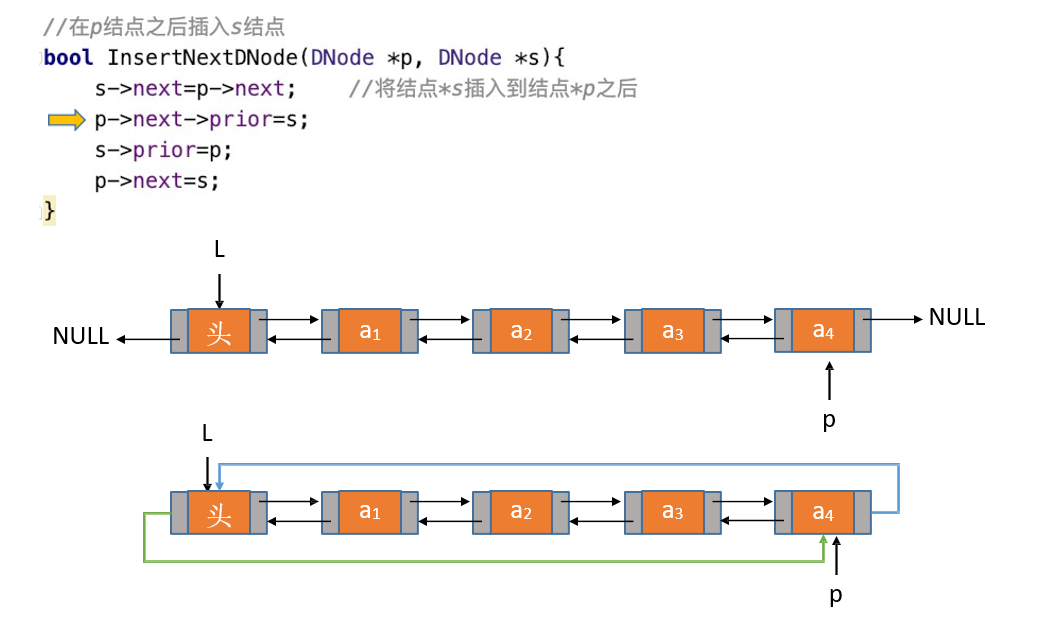 //在p结点之后插入s结点
bool InsertNextDNode(DNode *p, DNode *s){
s->next=p->next; //将结点*s插入到结点*p之后
p->next->prior=s;
s->prior=p;
p->next=s;
}
L
NULL 头 a1 a2 a3 a4 NULL
p
L
头 a1 a2 a3 a4
p